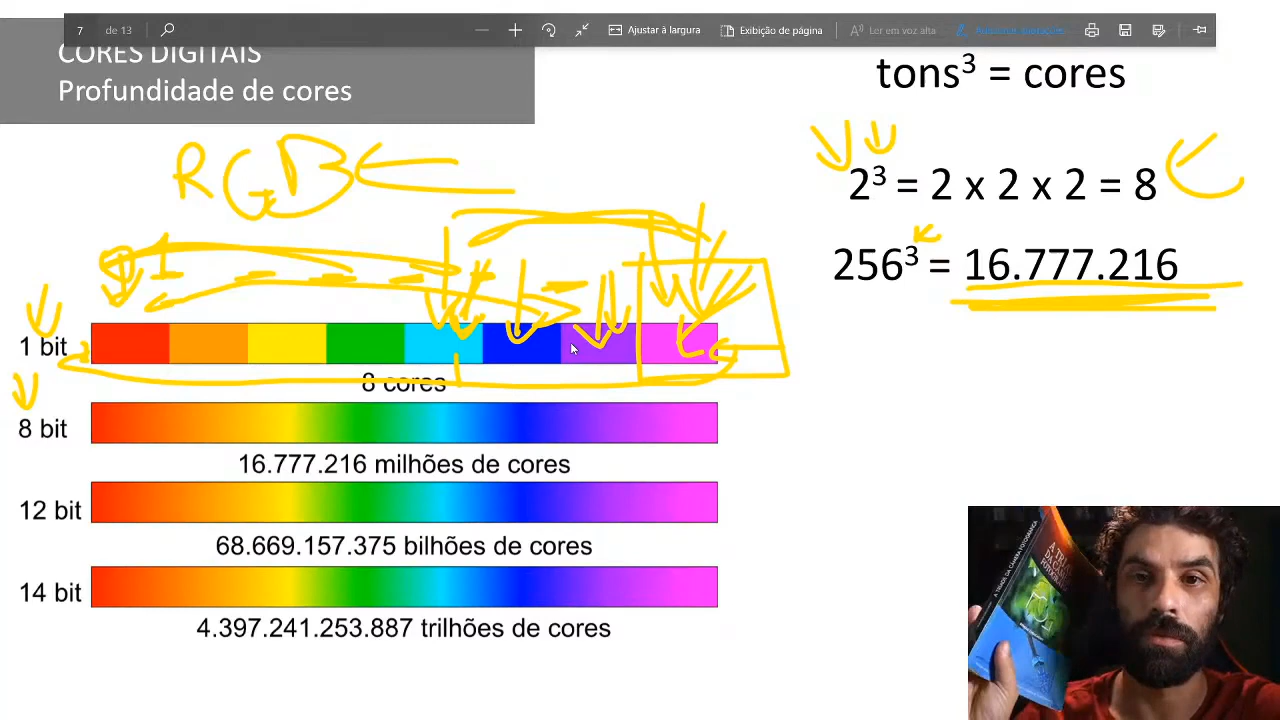 7 de 13 Ajustar à largura Exibição de página Ler em voz alta
CORES DIGITAIS
Profundidade de cores
tons³ = cores
2³ = 2 x 2 x 2 = 8
256³ = 16.777.216
RGB
1 bit
8 cores
8 bit
16.777.216 milhões de cores
12 bit
68.669.157.375 bilhões de cores
14 bit
4.397.241.253.887 trilhões de cores